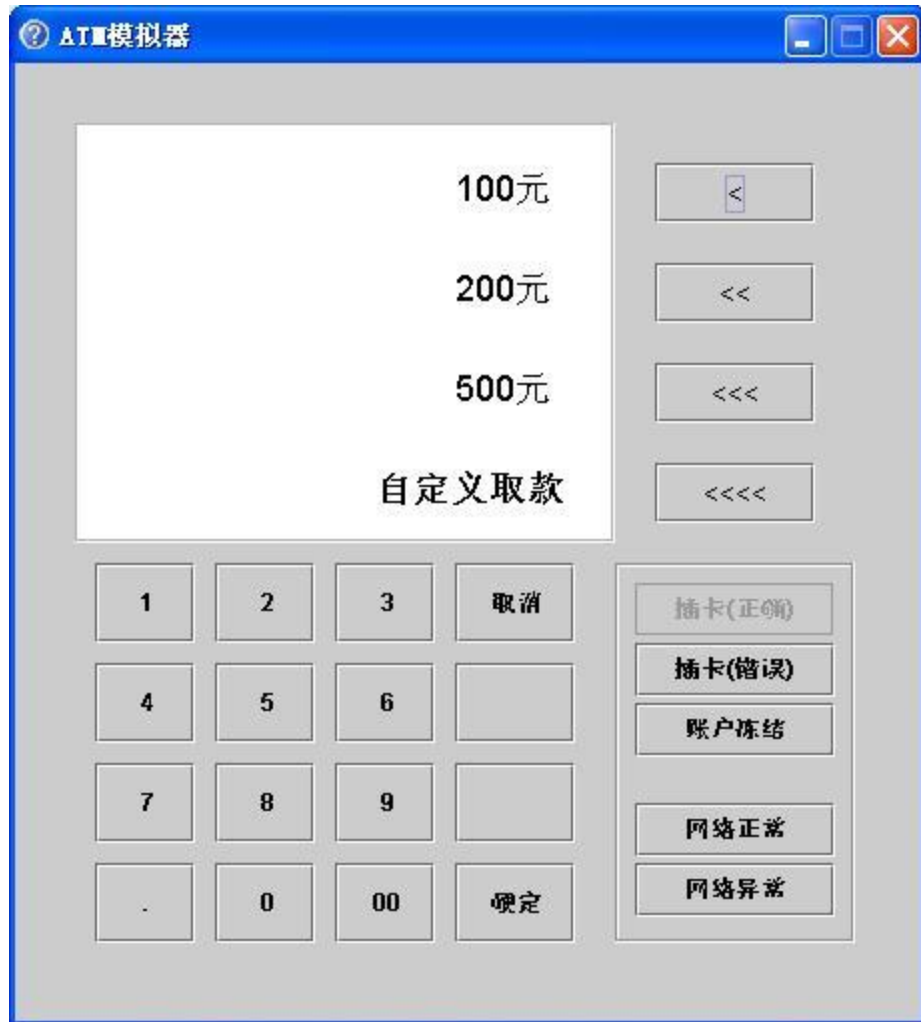 ATM模拟器
100元
<
200元
<<
500元
<<<
自定义取款
<<<<
1
2
3
取消
插卡(正确)
4
5
6
插卡(错误)
账户冻结
7
8
9
网络正常
.
0
00
确定
网络异常